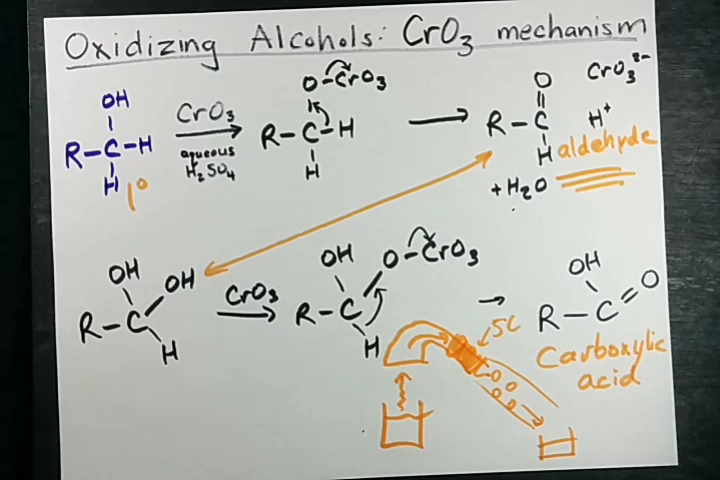 Oxidizing Alcohols: CrO3 mechanism
OH
R-C-H
H
1°
CrO3
aqueous
H2SO4
O-CrO3
R-C-H
H
O
R-C
H
CrO3 2-
H+
aldehyde
+H2O
OH
OH
R-C
H
CrO3
OH
O-CrO3
R-C
H
OH
R-C=O
Carboxylic
acid